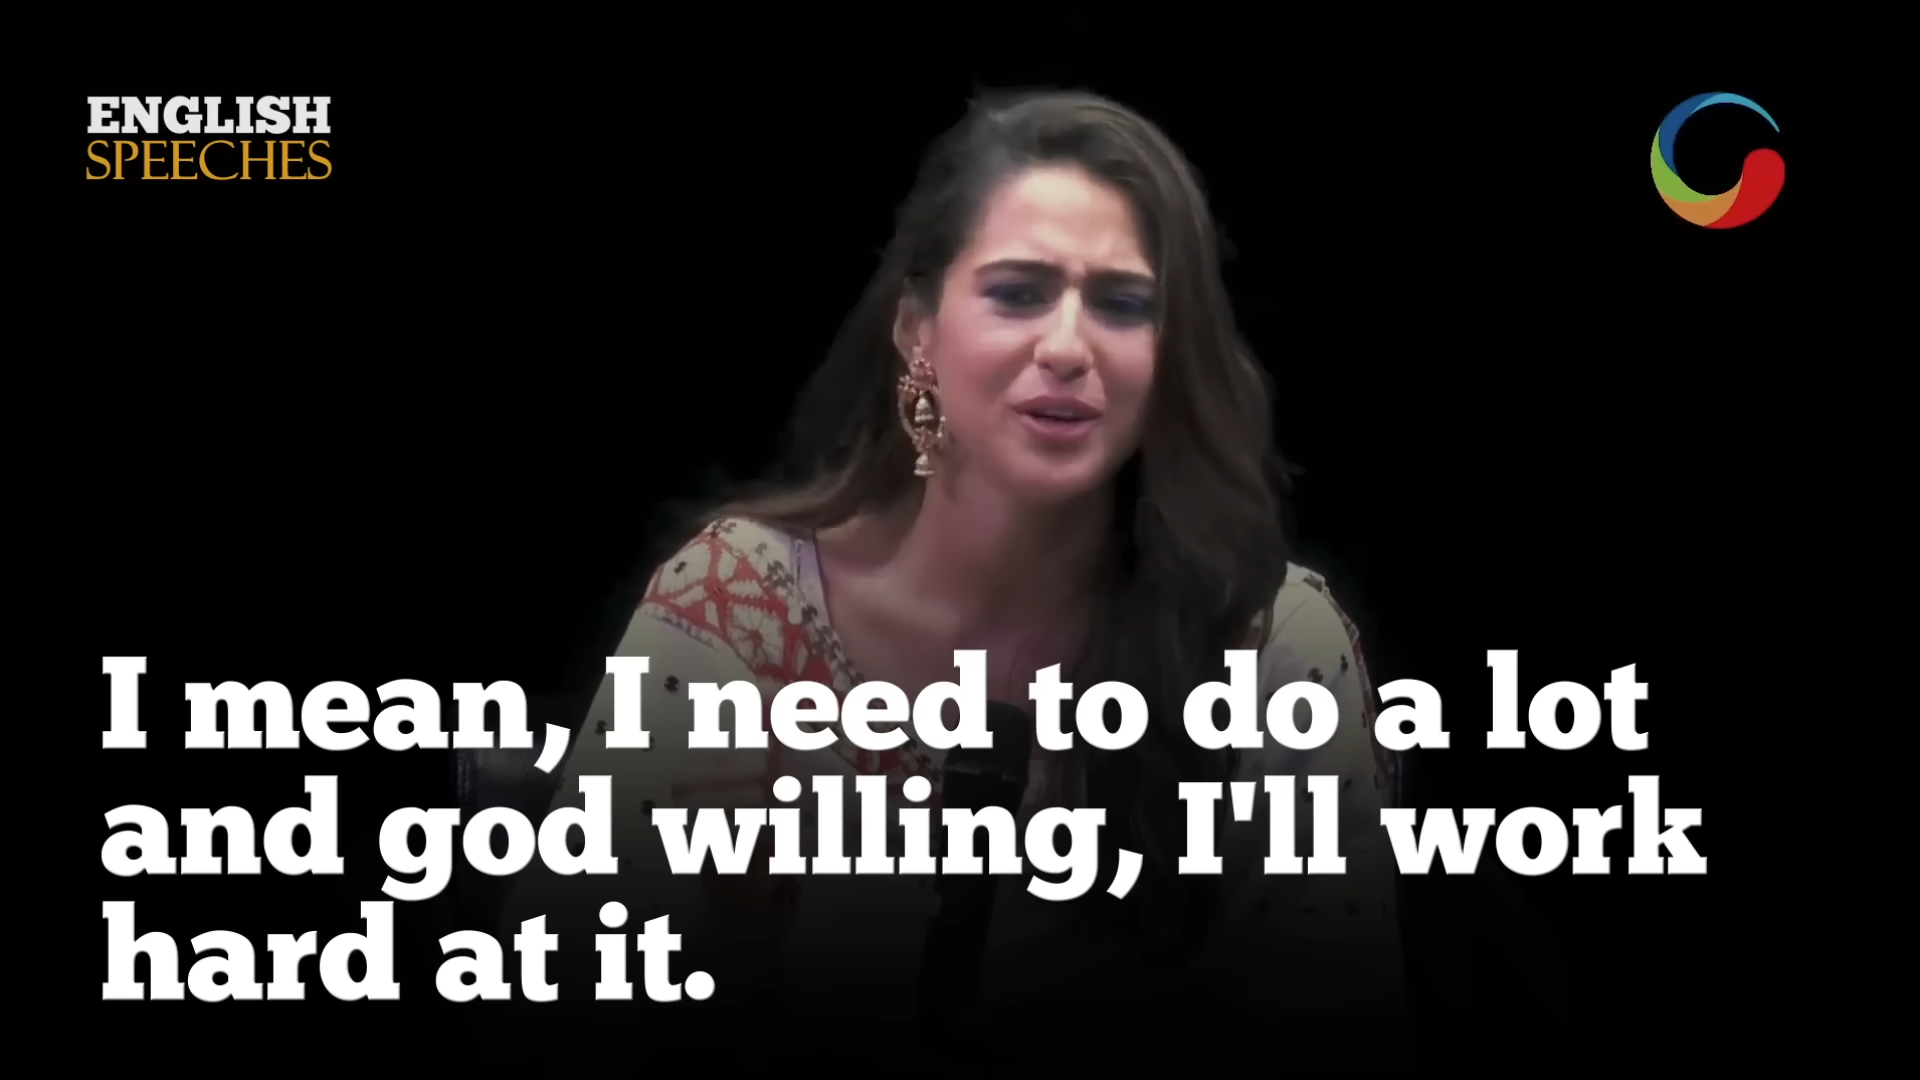 ENGLISH
SPEECHES
I mean, I need to do a lot
and god willing, I'll work
hard at it.